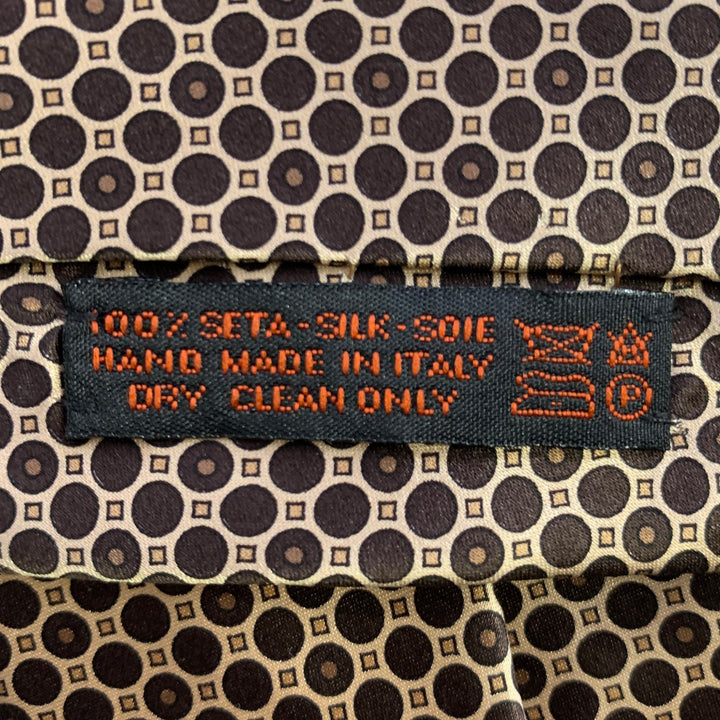 100% SETA-SILK-SOIE
HAND MADE IN ITALY
DRY CLEAN ONLY
P